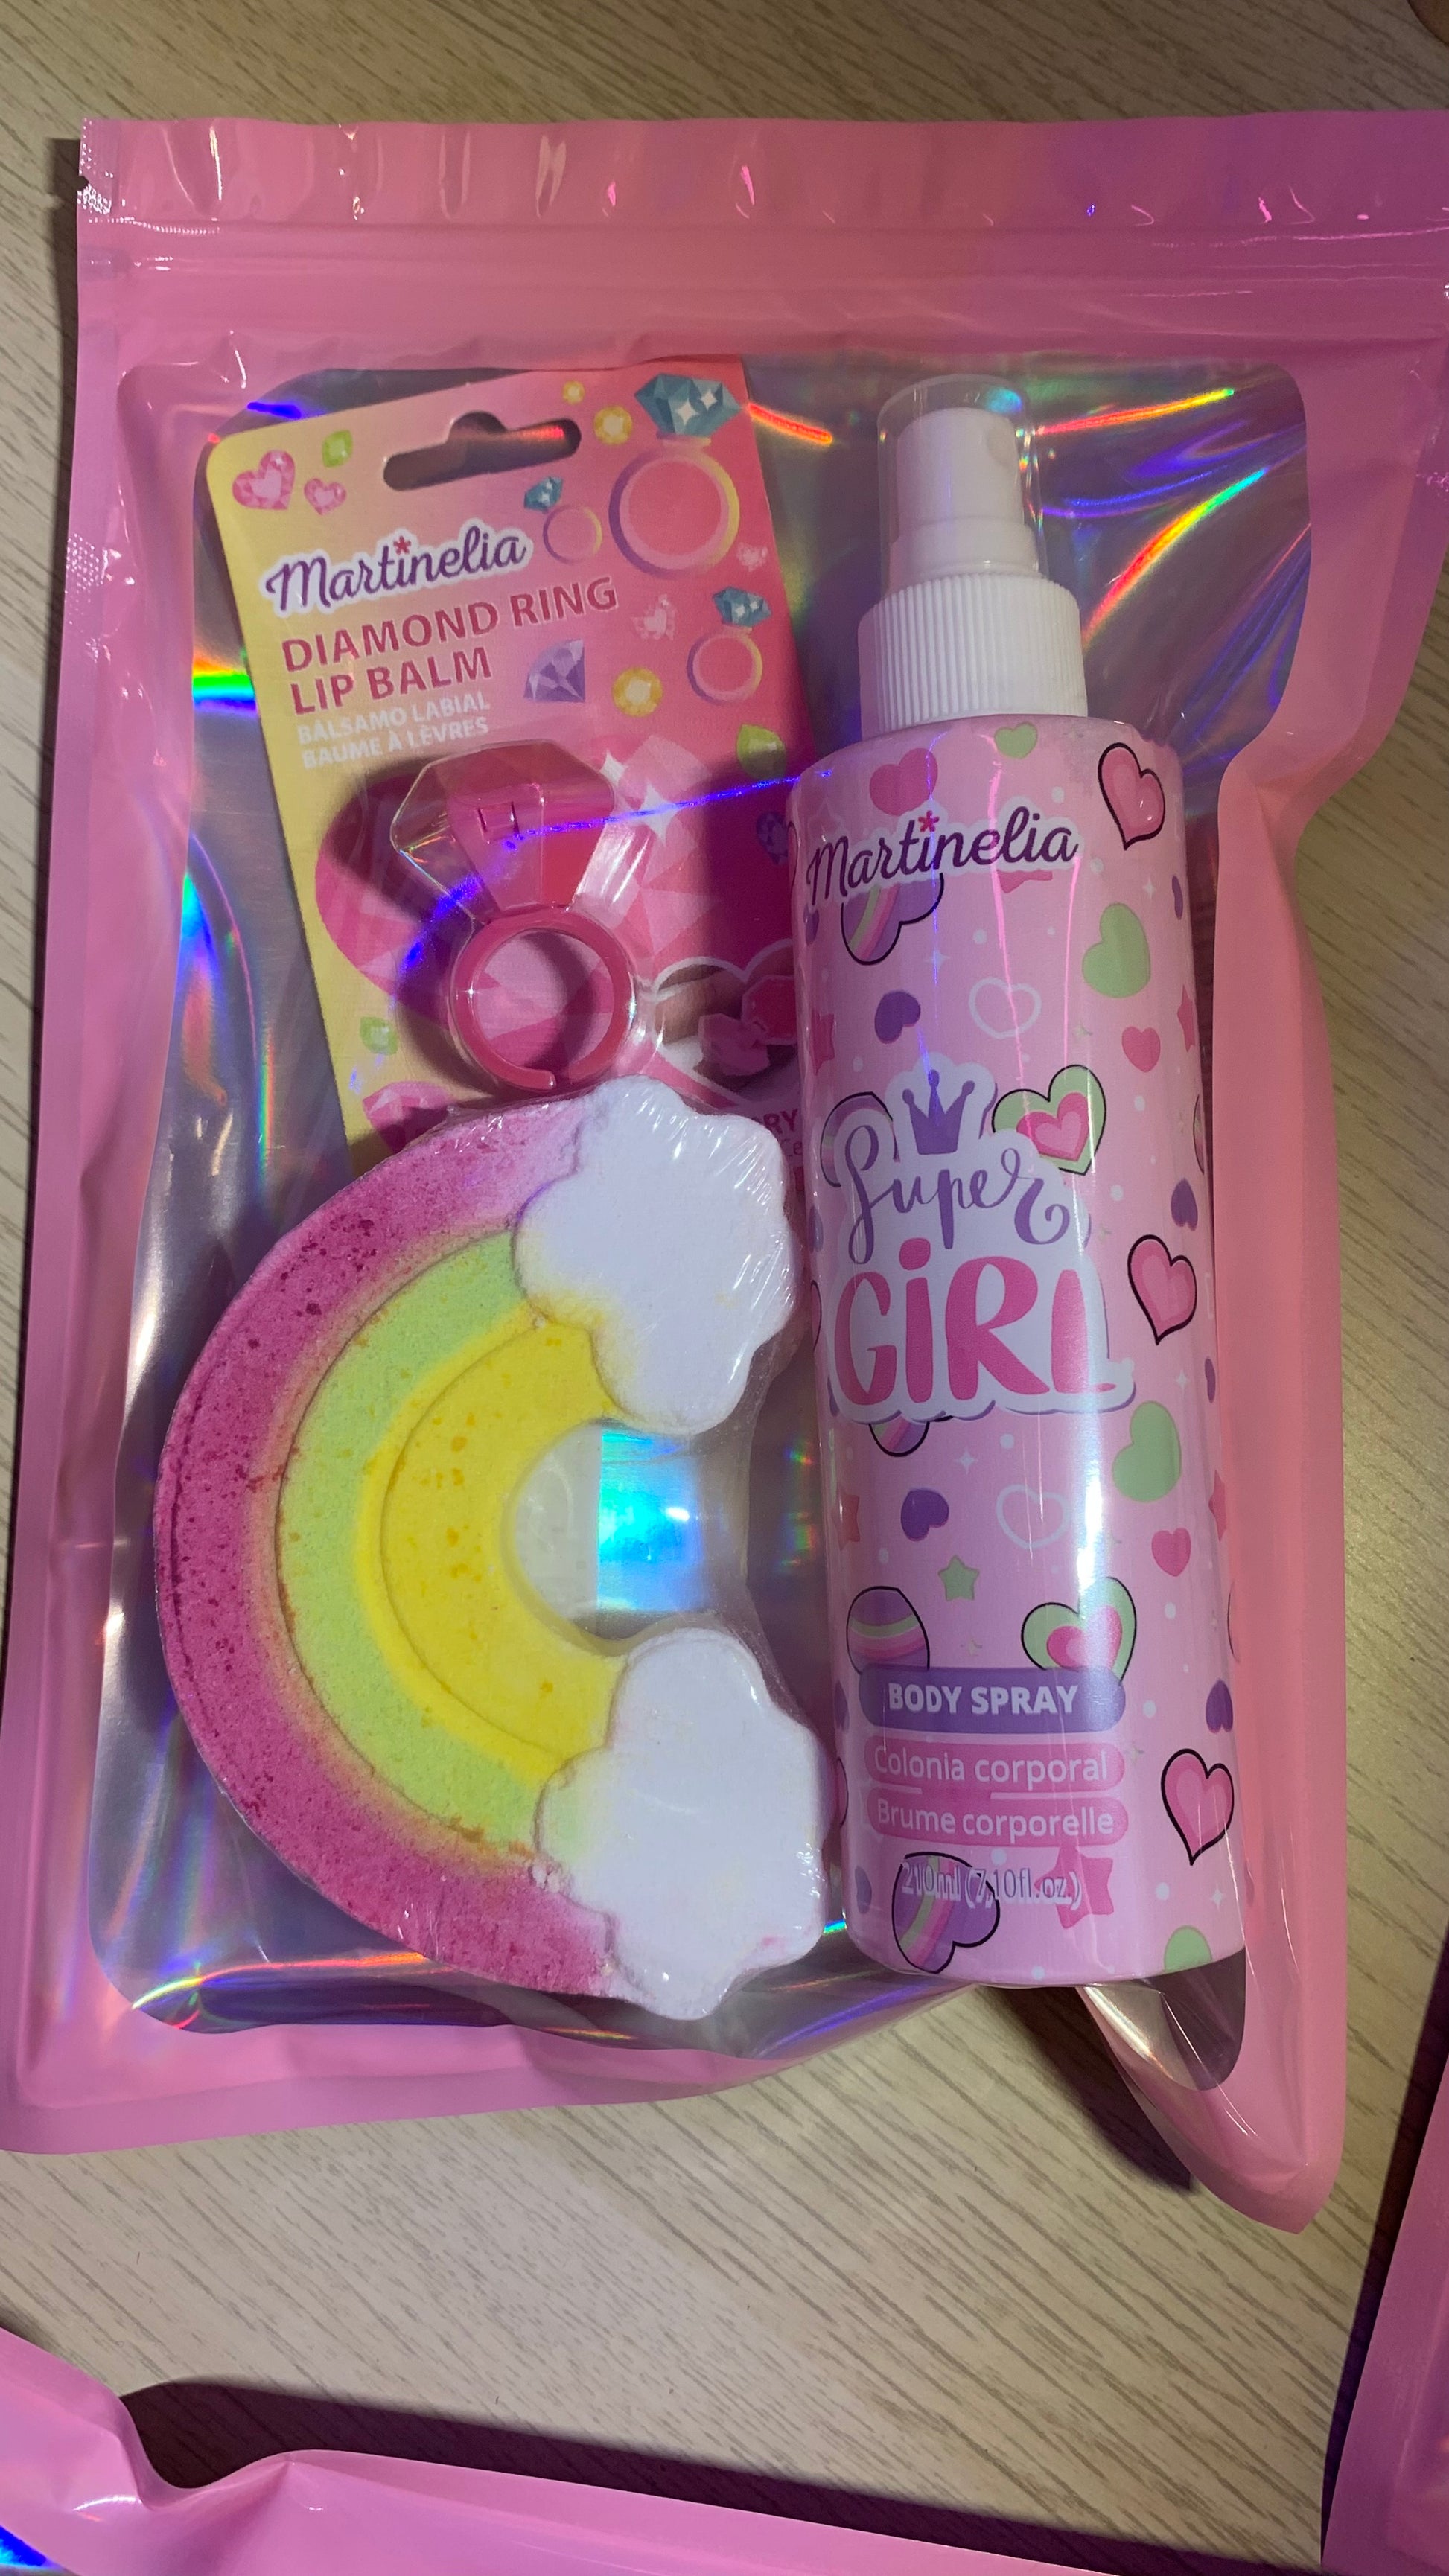 Martinelia
DIAMOND RING
LIP BALM
BÁLSAMO LABIAL
BAUME À LÈVRES
Martinelia
Super
GiRL
BODY SPRAY
Colonia corporal
Brume corporelle
210ml (7,10fl.oz.)